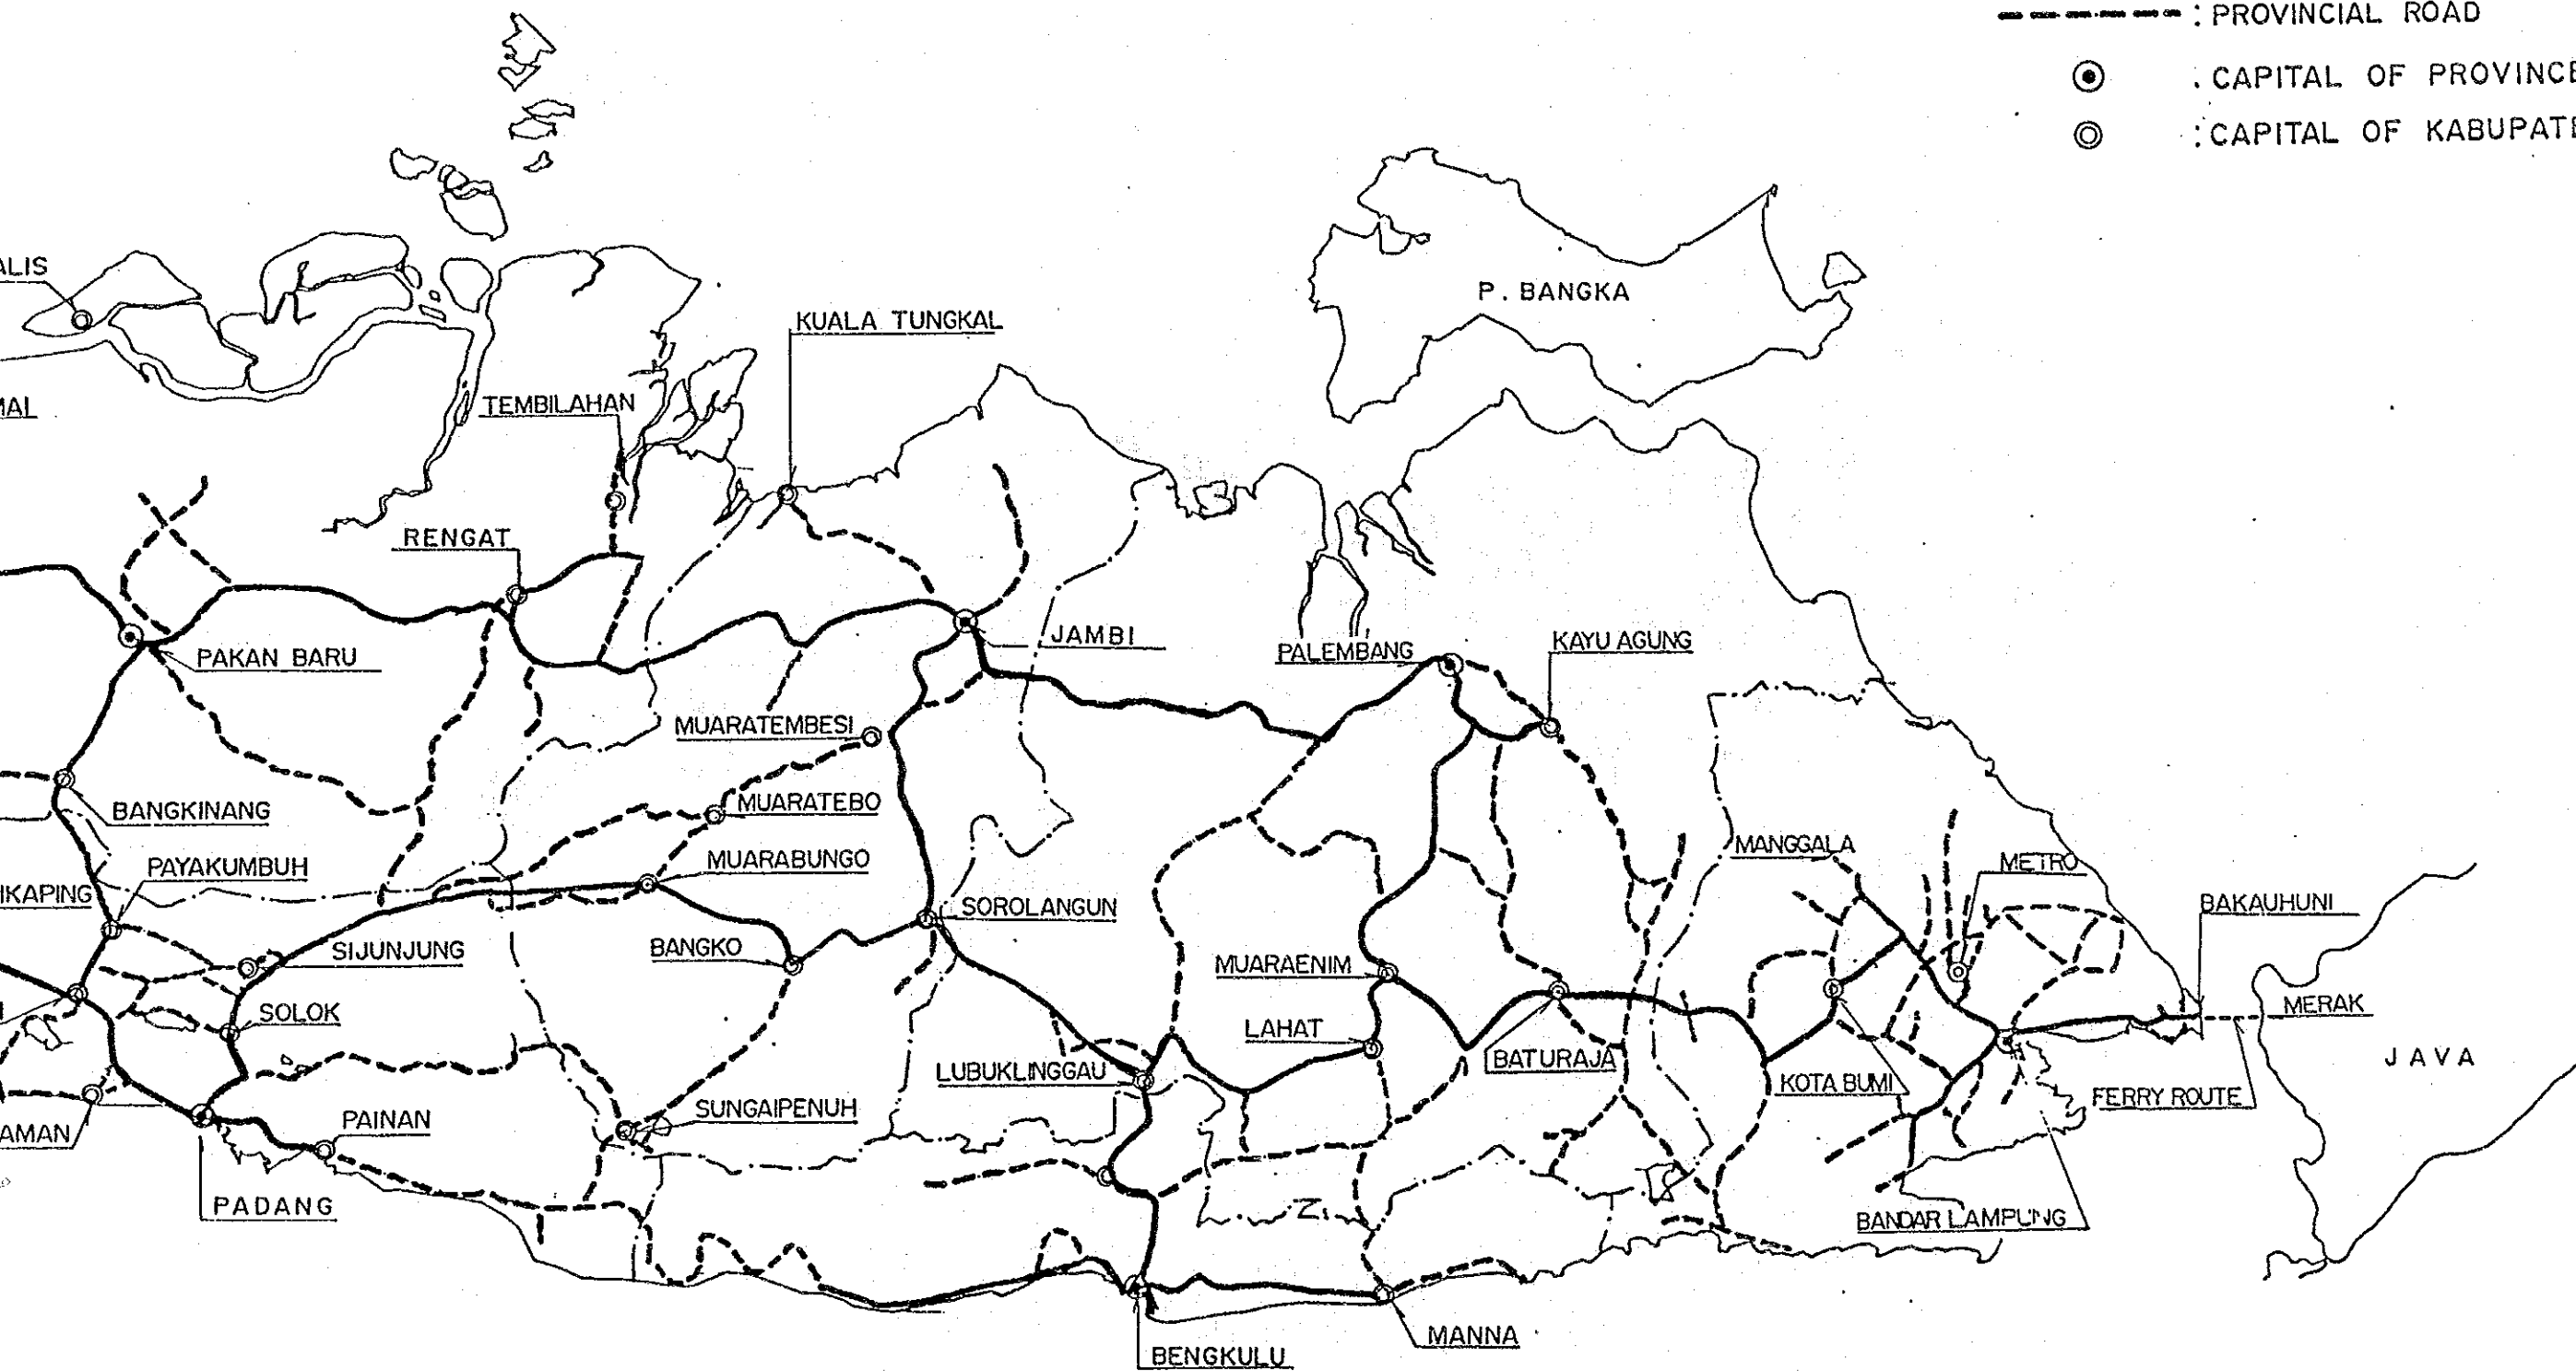 : PROVINCIAL ROAD
: CAPITAL OF PROVINCE
: CAPITAL OF KABUPATE
ALIS
P. BANGKA
KUALA TUNGKAL
MAL
TEMBILAHAN
RENGAT
JAMBI
KAYU AGUNG
PALEMBANG
PAKAN BARU
MUARATEMBESI
MUARATEBO
BANGKINANG
MANGGALA
MUARABUNGO
METRO
PAYAKUMBUH
IKAPING
BAKAUHUNI
SOROLANGUN
SIJUNJUNG
BANGKO
MUARAENIM
MERAK
SOLOK
LAHAT
BATURAJA
JAVA
LUBUKLINGGAU
KOTA BUMI
FERRY ROUTE
SUNGAIPENUH
PAINAN
AMAN
PADANG
BANDAR LAMPUNG
MANNA
BENGKULU